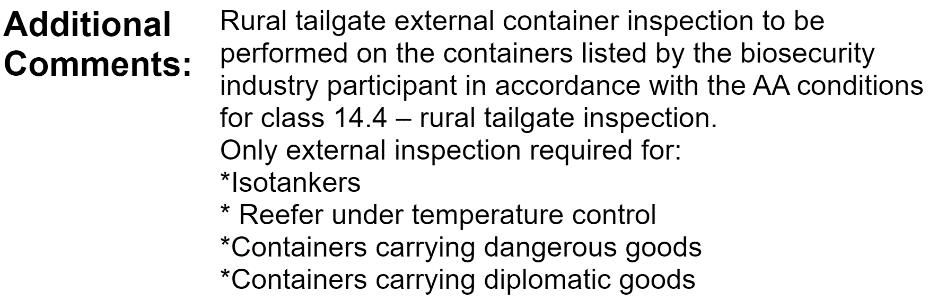 Additional Comments:
Rural tailgate external container inspection to be
performed on the containers listed by the biosecurity
industry participant in accordance with the AA conditions
for class 14.4 – rural tailgate inspection.
Only external inspection required for:
*Isotankers
* Reefer under temperature control
*Containers carrying dangerous goods
*Containers carrying diplomatic goods